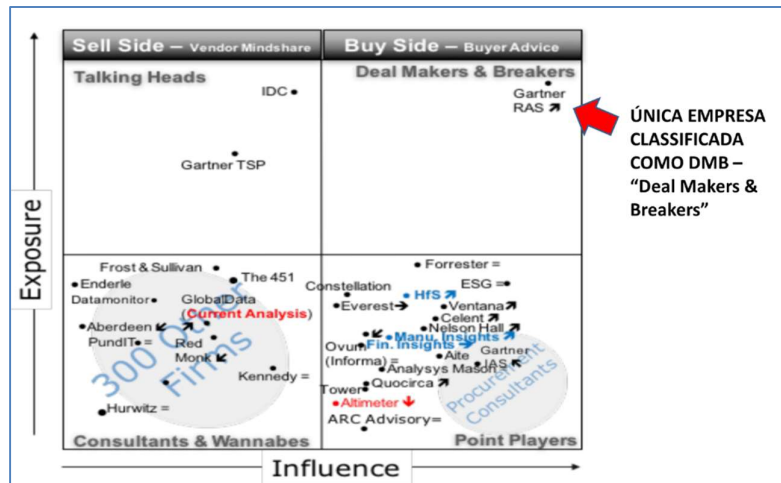 Sell Side – Vendor Mindshare
Buy Side – Buyer Advice
Talking Heads
Deal Makers & Breakers
IDC
Gartner
RAS
Gartner TSP
ÚNICA EMPRESA
CLASSIFICADA
COMO DMB –
“Deal Makers &
Breakers”
Exposure
Frost & Sullivan
The 451
Enderle
Datamonitor
GlobalData
(Current Analysis)
Aberdeen
PundIT=
Red
Monk
300 Other
Firms
Kennedy=
Hurwitz =
Consultants & Wannabes
Forrester =
ESG =
Constellation
HfS
Everest
Ventana
Celent
Nelson Hall
Manu. Insights
Ovum
(Informa) =
Fin. Insights
Aite
Gartner
IAS
Analysys Mason
Quocirca
Tower
Altimeter
ARC Advisory=
Procurement
Consultants
Point Players
Influence